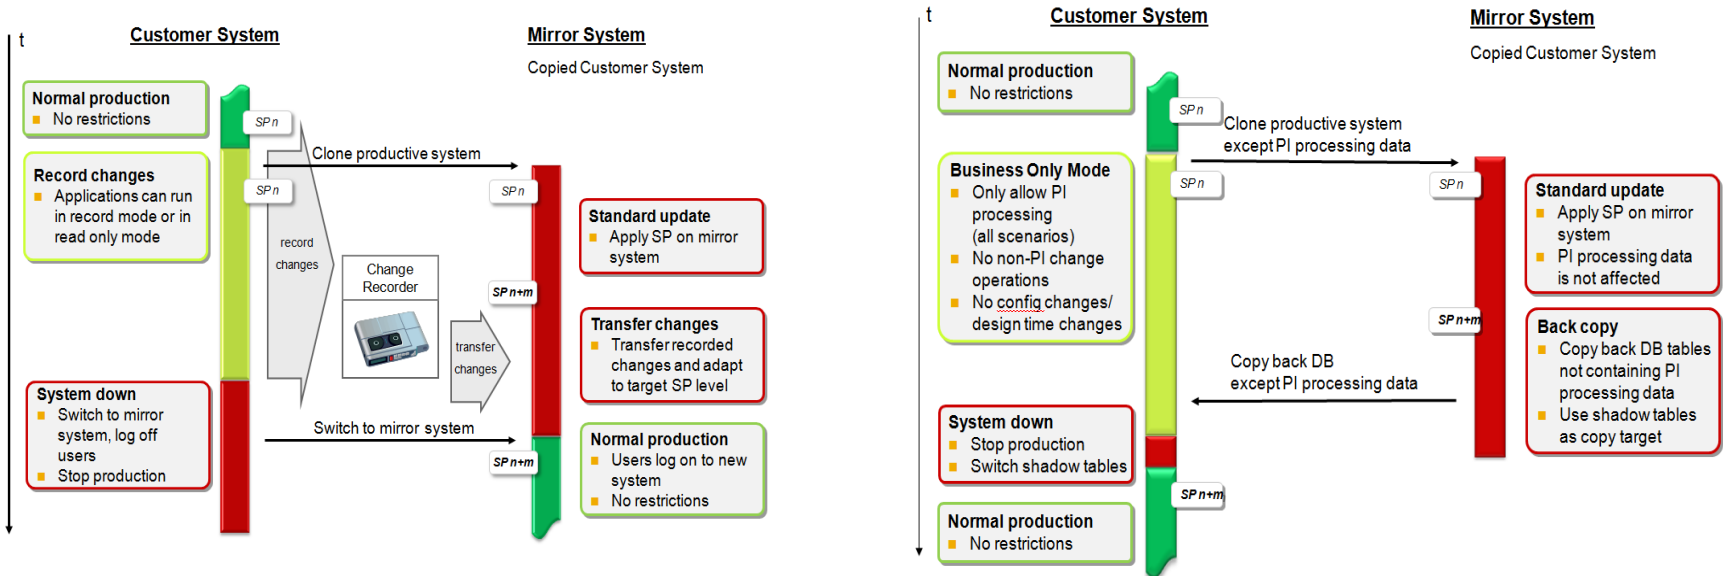 t
Customer System
Mirror System
Copied Customer System
Normal production
No restrictions
SP n
Clone productive system
Record changes
Applications can run
in record mode or in
read only mode
SP n
SP n
record
changes
Standard update
Apply SP on mirror
system
Change
Recorder
SP n+m
Transfer changes
Transfer recorded
changes and adapt
to target SP level
transfer
changes
System down
Switch to mirror
system, log off
users
Stop production
Switch to mirror system
SP n+m
Normal production
Users log on to new
system
No restrictions
t
Customer System
Mirror System
Copied Customer System
Normal production
No restrictions
SP n
Clone productive system
except PI processing data
Business Only Mode
Only allow PI
processing
(all scenarios)
No non-PI change
operations
No config changes/
design time changes
SP n
SP n
Standard update
Apply SP on mirror
system
PI processing data
is not affected
SP n+m
Back copy
Copy back DB tables
not containing PI
processing data
Use shadow tables
as copy target
Copy back DB
except PI processing data
System down
Stop production
Switch shadow tables
SP n+m
Normal production
No restrictions